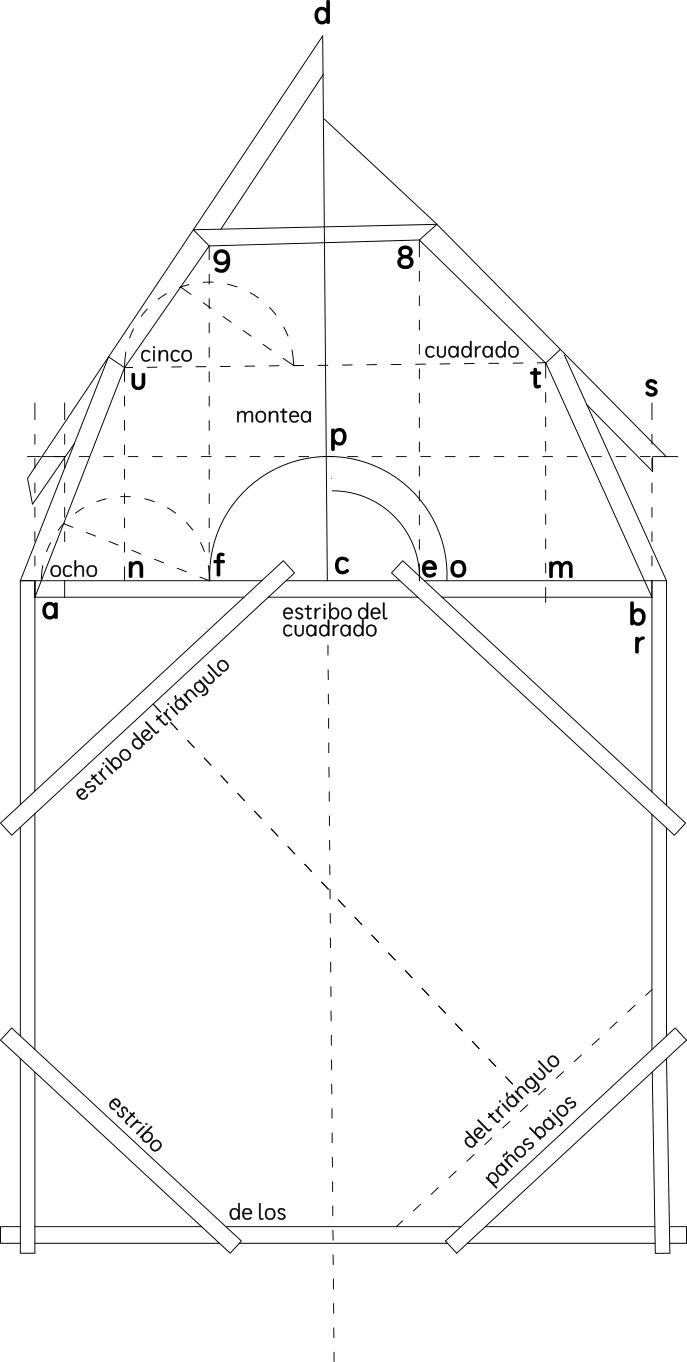 d
9
8
cinco
cuadrado
u
t
s
montea
p
ocho
n
f
c
e
o
m
a
estribo del
cuadrado
b
r
estribo del triángulo
del triángulo
estribo
paños bajos
de los